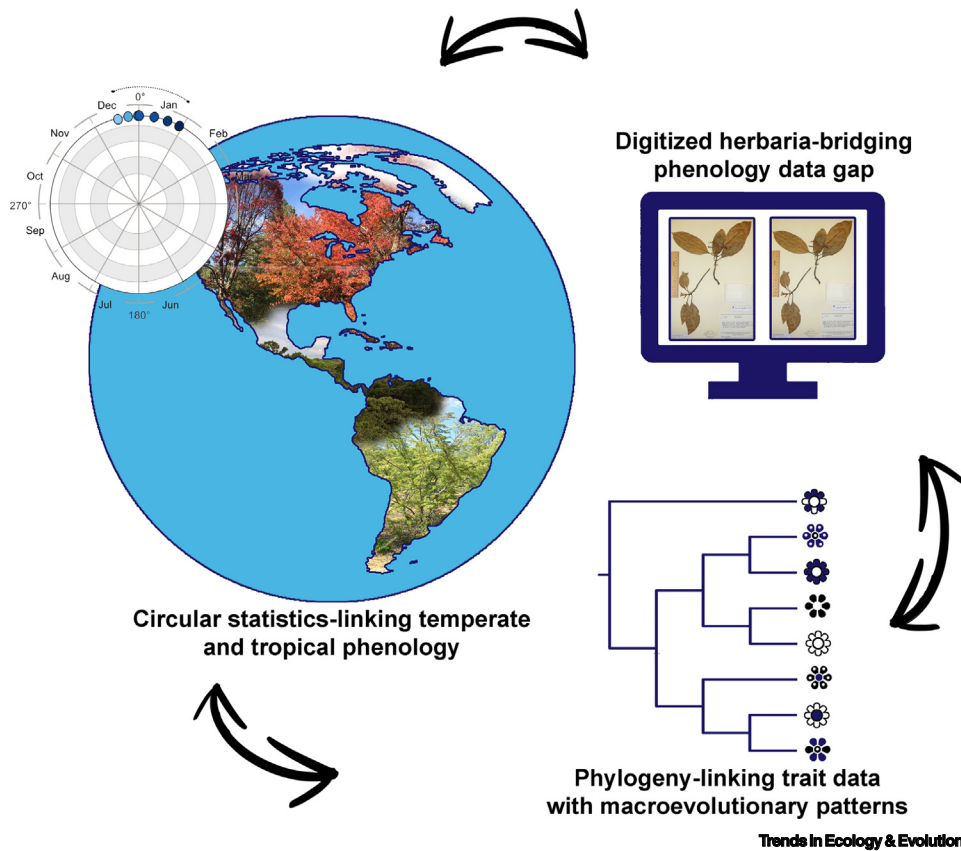 0°
Dec
Jan
Nov
Feb
Oct
270°
Sep
Aug
Jul
Jun
180°
Digitized herbaria-bridging
phenology data gap
Circular statistics-linking temperate
and tropical phenology
Phylogeny-linking trait data
with macroevolutionary patterns
Trends in Ecology & Evolution